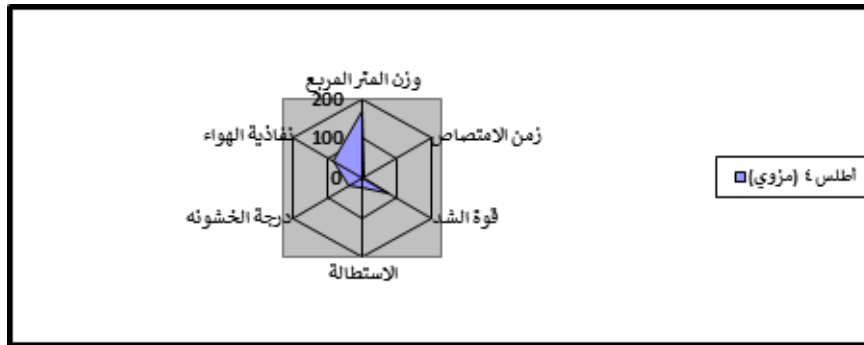 وزن المتر المربع
200
نفاذية الهواء
100
زمن الامتصاص
0
أطلس ٤ (مزوي)
درجة الخشونه
قوة الشد
الاستطالة